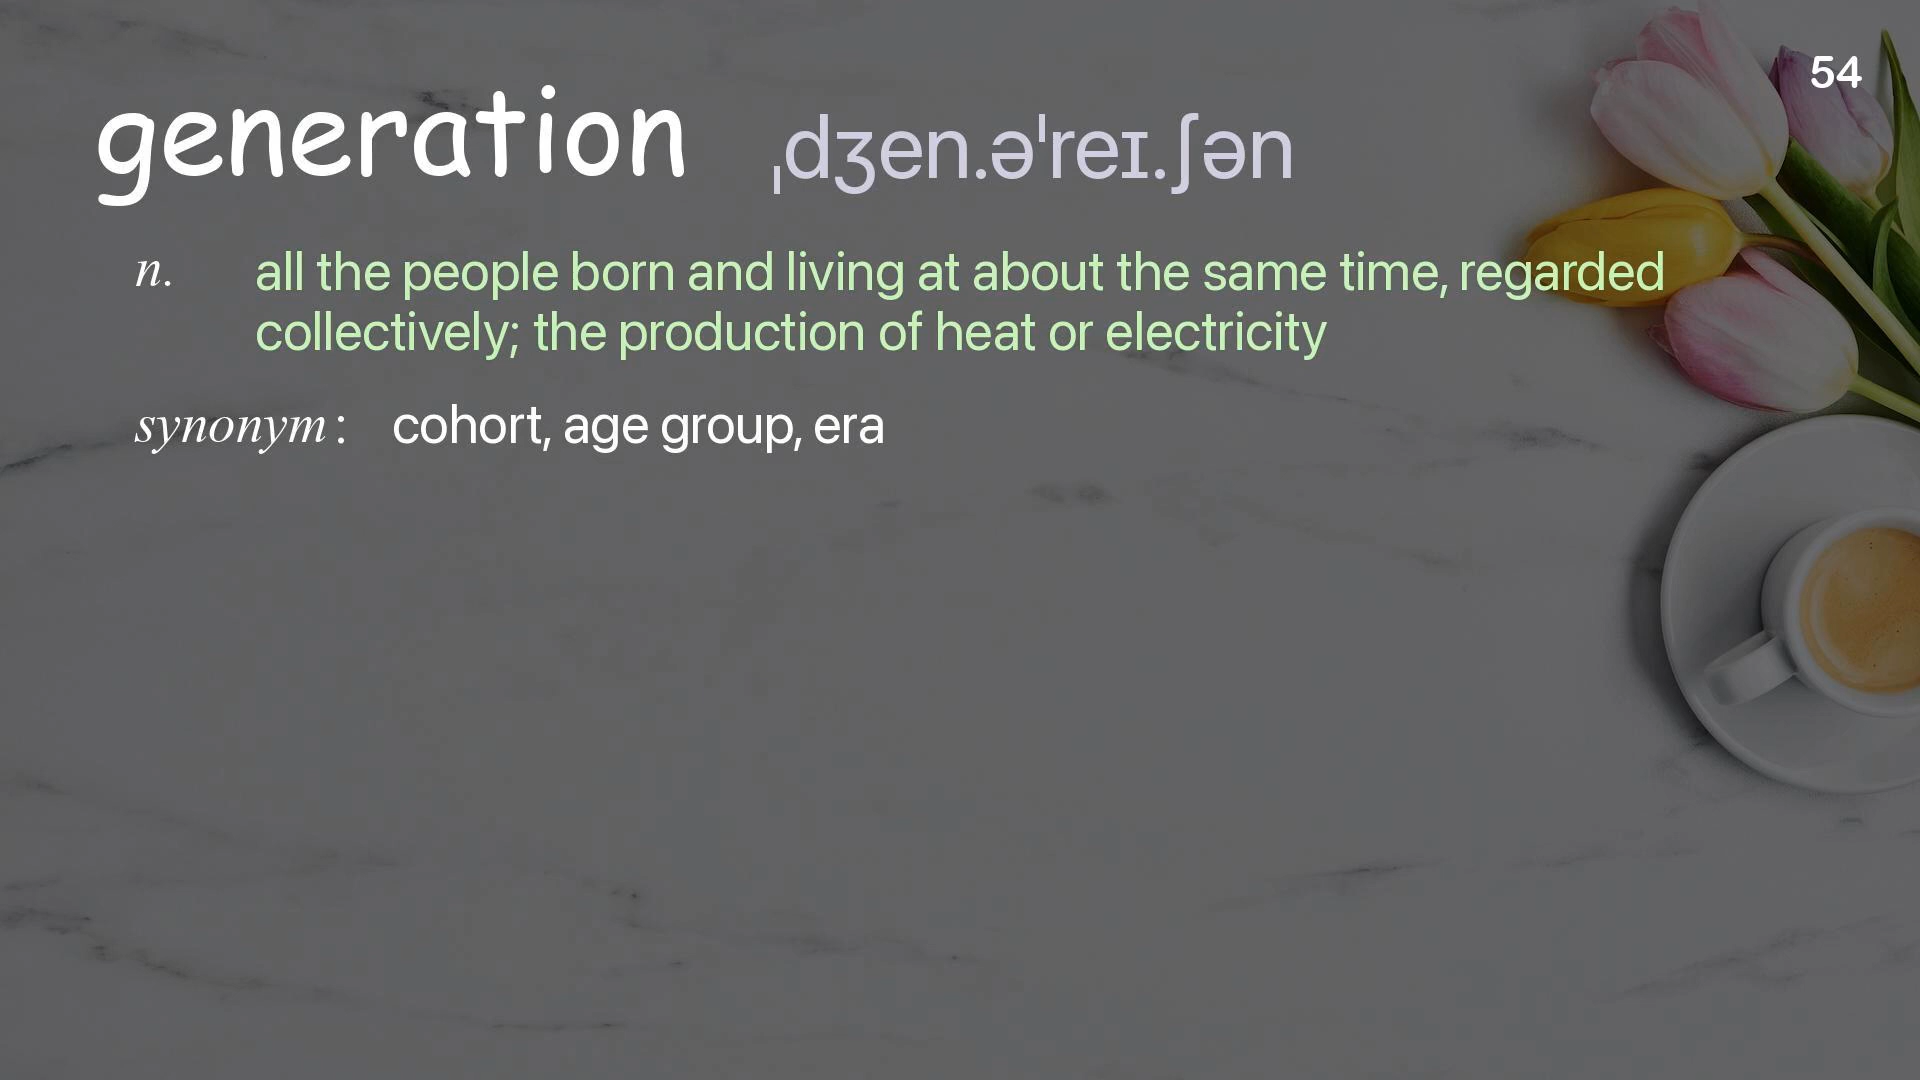 54
generation ˌdʒen.əˈreɪ.ʃən
n. all the people born and living at about the same time, regarded
collectively; the production of heat or electricity
synonym: cohort, age group, era